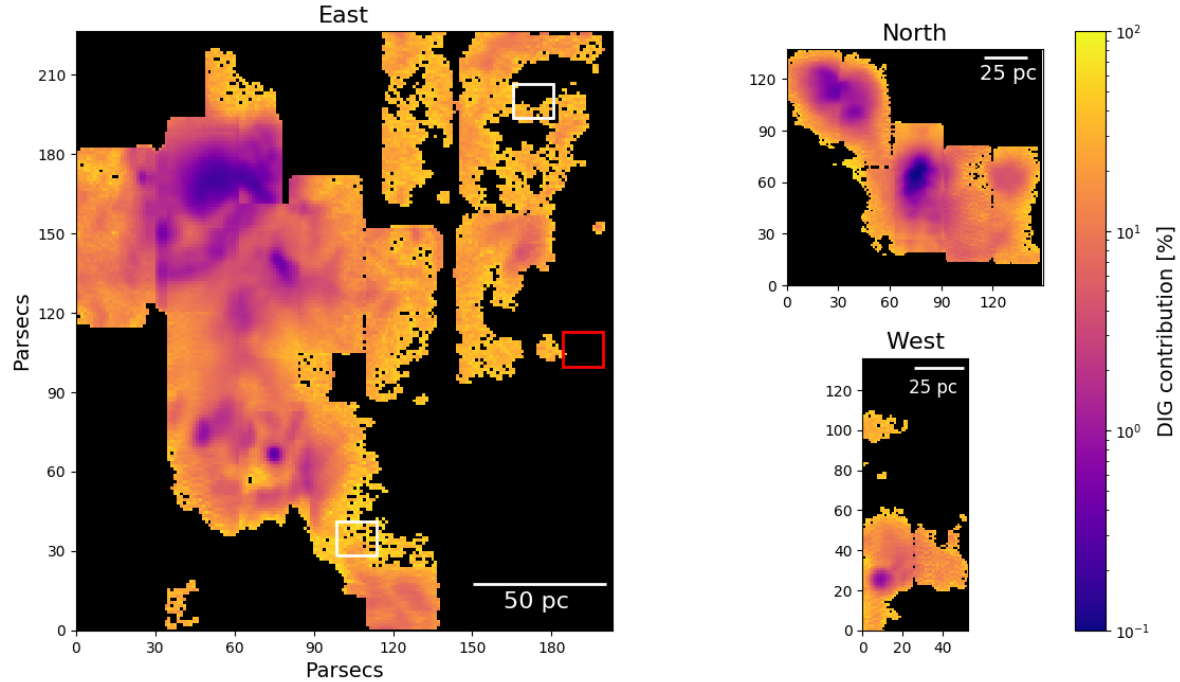 East
210
180
150
120
90
60
30
0
0 30 60 90 120 150 180
Parsecs
Parsecs
50 pc
North
25 pc
120
90
60
30
0
0 30 60 90 120
West
25 pc
120
100
80
60
40
20
0
0 20 40
10^2
10^1
10^0
10^-1
DIG contribution [%]